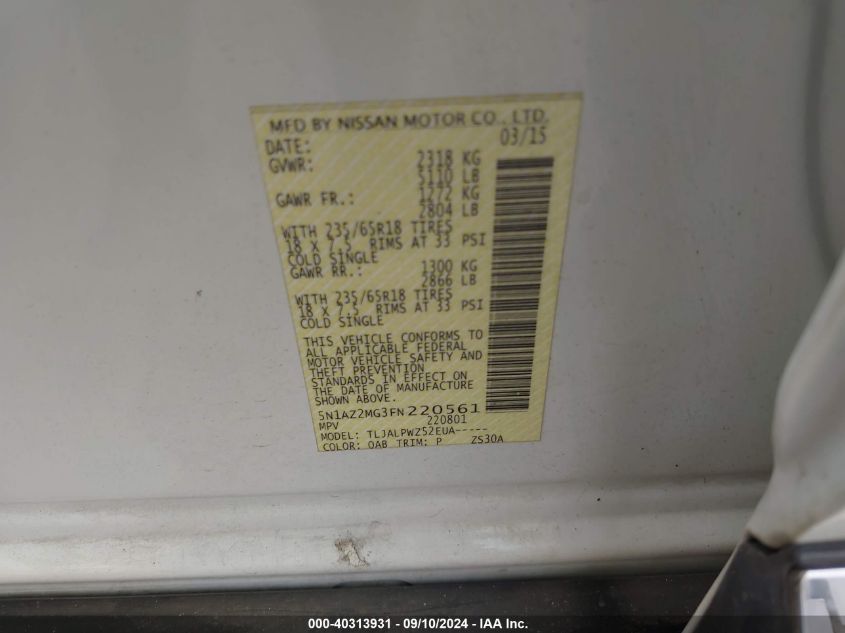 MFD BY NISSAN MOTOR CO., LTD.
DATE: 03/15
GVWR: 2318 KG
5110 LB
GAWR FR.: 1272 KG
2804 LB
WITH 235/65R18 TIRES
18 X 7.5 RIMS AT 33 PSI
COLD SINGLE
GAWR RR.: 1300 KG
2866 LB
WITH 235/65R18 TIRES
18 X 7.5 RIMS AT 33 PSI
COLD SINGLE
THIS VEHICLE CONFORMS TO
ALL APPLICABLE FEDERAL
MOTOR VEHICLE SAFETY AND
THEFT PREVENTION
STANDARDS IN EFFECT ON
THE DATE OF MANUFACTURE
SHOWN ABOVE.
5N1AZ2MG3FN220561
MPV 220801
MODEL: TLJALPWZ52EUA-----
COLOR: QAB TRIM: P ZS30A
000-40313931 - 09/10/2024 - IAA Inc.